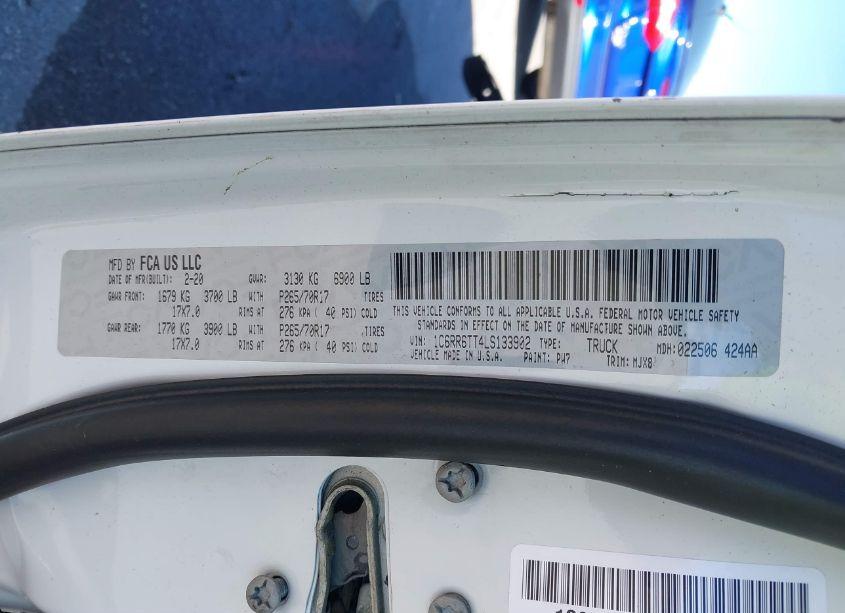 MFD BY FCA US LLC
DATE OF MFR(BUILT): 2-20 GVWR: 3130 KG 6900 LB
GAWR FRONT: 1679 KG 3700 LB WITH P265/70R17 TIRES
17X7.0 RIMS AT 276 KPA ( 40 PSI) COLD
GAWR REAR: 1770 KG 3900 LB WITH P265/70R17 TIRES
17X7.0 RIMS AT 276 KPA ( 40 PSI) COLD
THIS VEHICLE CONFORMS TO ALL APPLICABLE U.S.A. FEDERAL MOTOR VEHICLE SAFETY
STANDARDS IN EFFECT ON THE DATE OF MANUFACTURE SHOWN ABOVE.
VIN: 1C6RR6TT4LS133902 TYPE: TRUCK MDH:022506 424AA
VEHICLE MADE IN U.S.A. PAINT: PW7 TRIM: MJX8